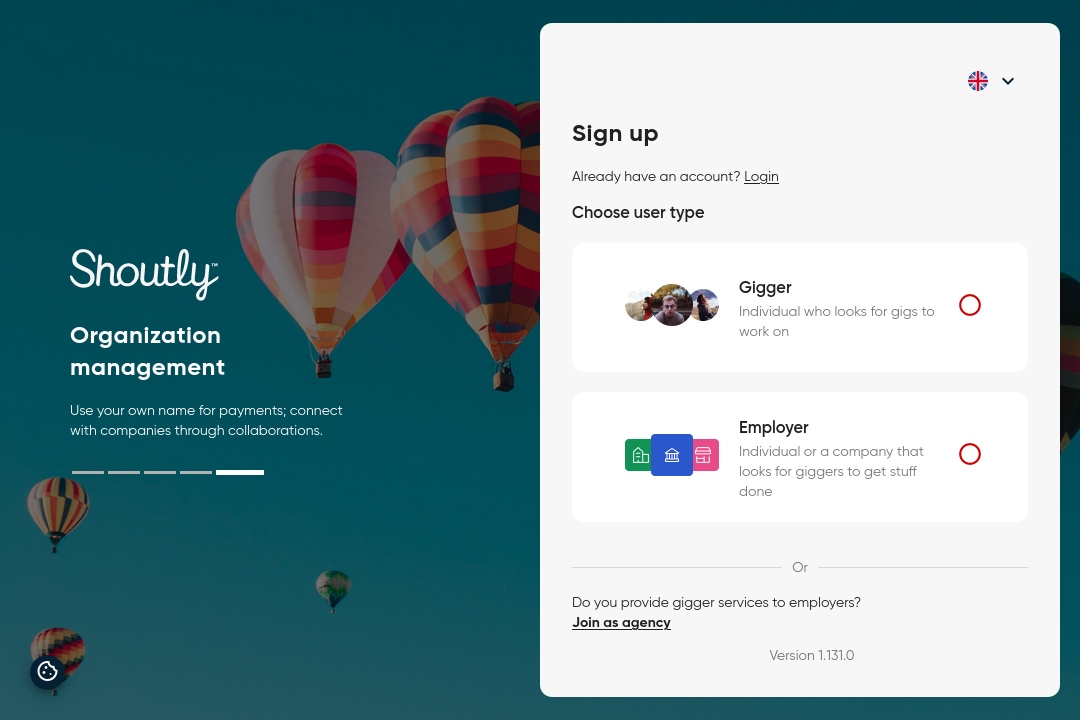 Shoutly™
Organization
management
Use your own name for payments; connect
with companies through collaborations.
Sign up
Already have an account? Login
Choose user type
Gigger
Individual who looks for gigs to
work on
Employer
Individual or a company that
looks for giggers to get stuff
done
Or
Do you provide gigger services to employers?
Join as agency
Version 1.131.0